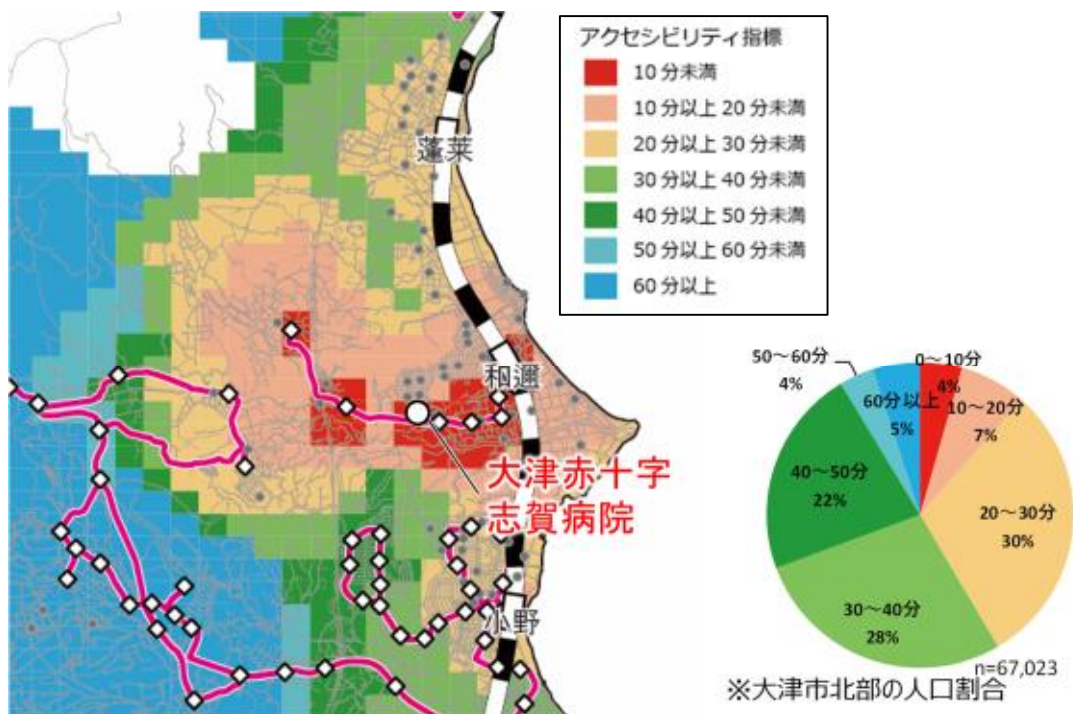 アクセシビリティ指標
10分未満
10分以上20分未満
20分以上30分未満
30分以上40分未満
40分以上50分未満
50分以上60分未満
60分以上
蓬莱
和邇
大津赤十字
志賀病院
小野
0～10分
4%
10～20分
7%
20～30分
30%
30～40分
28%
40～50分
22%
50～60分
4%
60分以上
5%
n=67,023
※大津市北部の人口割合